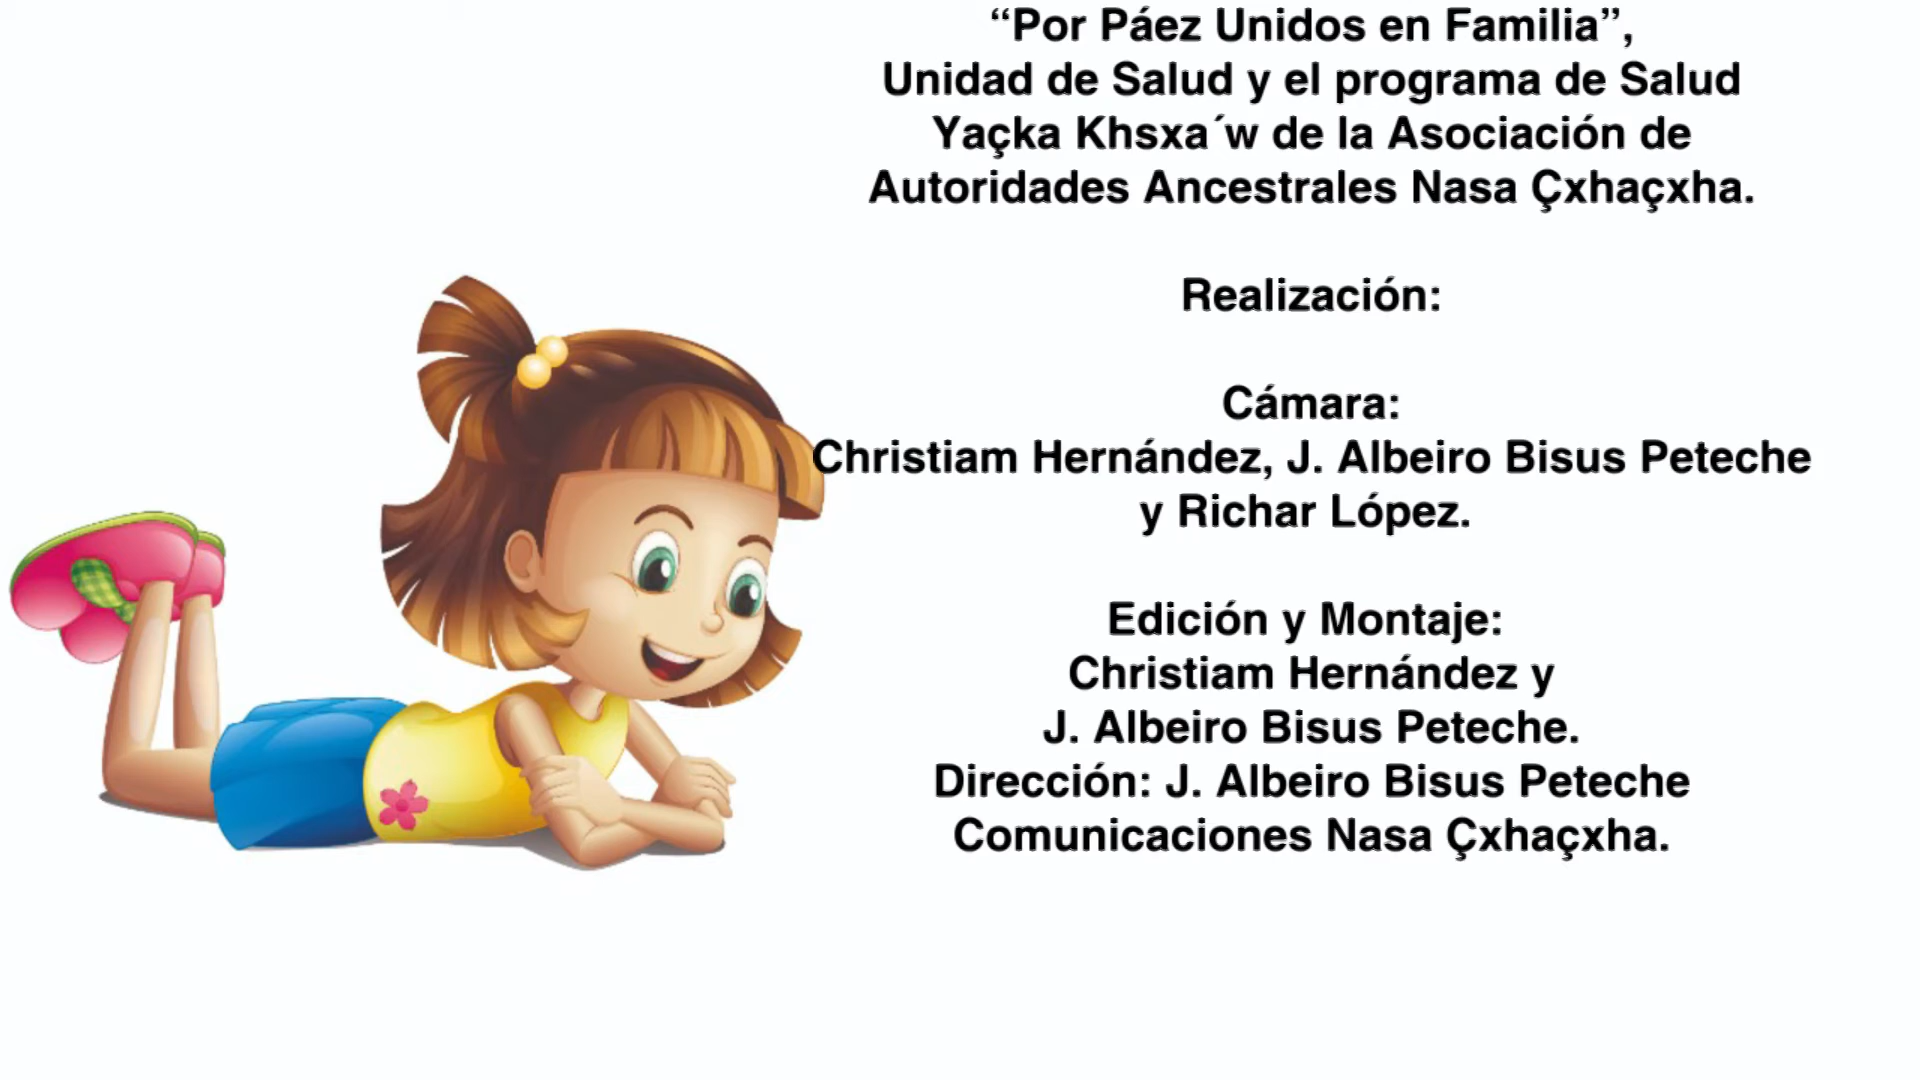 “Por Páez Unidos en Familia”,
Unidad de Salud y el programa de Salud
Yaçka Khsxa´w de la Asociación de
Autoridades Ancestrales Nasa Çxhaçxha.
Realización:
Cámara:
Christiam Hernández, J. Albeiro Bisus Peteche
y Richar López.
Edición y Montaje:
Christiam Hernández y
J. Albeiro Bisus Peteche.
Dirección: J. Albeiro Bisus Peteche
Comunicaciones Nasa Çxhaçxha.